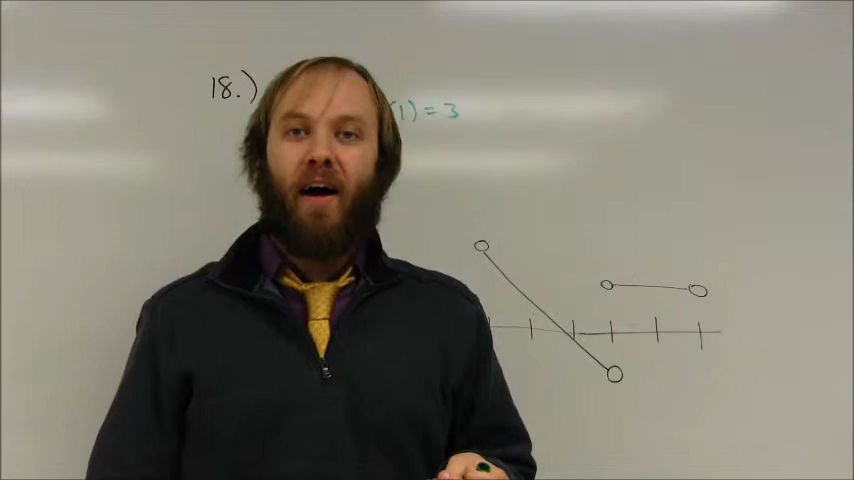 18.)
(1) = 3